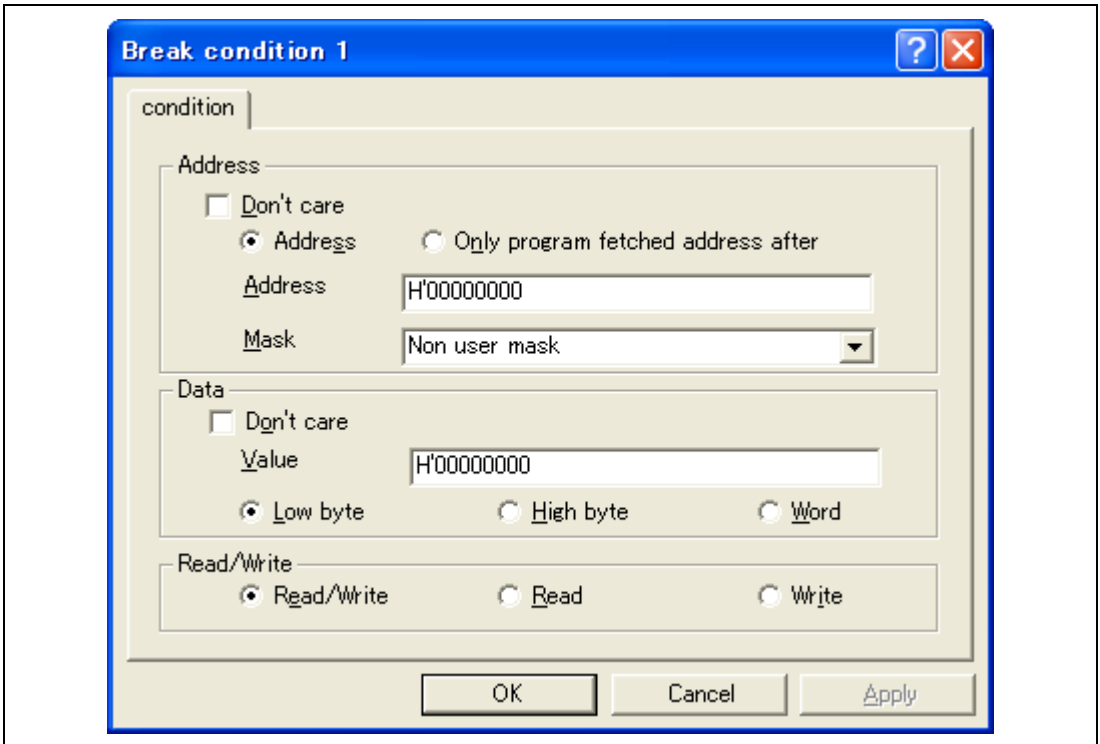 Break condition 1
condition
Address
Don't care
Address Only program fetched address after
Address H'00000000
Mask Non user mask
Data
Don't care
Value H'00000000
Low byte High byte Word
Read/Write
Read/Write Read Write
OK Cancel Apply